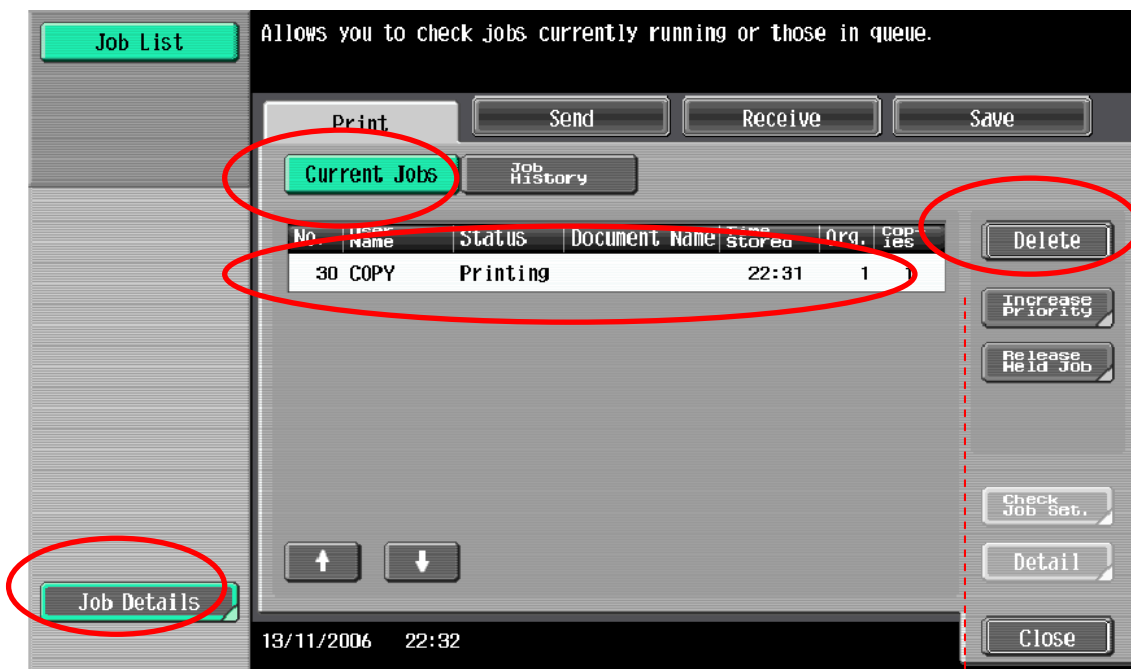 Job List
Allows you to check jobs currently running or those in queue.
Print Send Receive Save
Current Jobs Job History
No. User Name Status Document Name Time Stored Org. Cop-ies
30 COPY Printing 22:31 1 1
Delete
Increase Priority
Release Held Job
Check Job Set.
Detail
Job Details
13/11/2006 22:32
Close